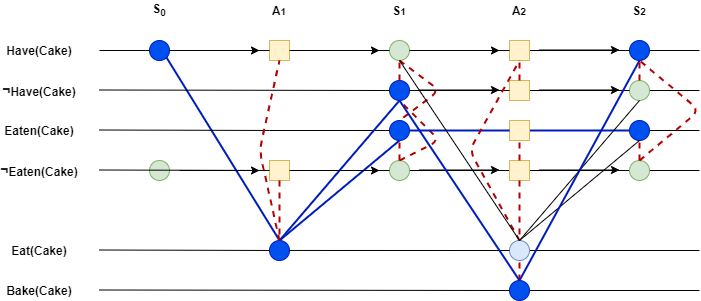 S0 A1 S1 A2 S2
Have(Cake)
¬Have(Cake)
Eaten(Cake)
¬Eaten(Cake)
Eat(Cake)
Bake(Cake)